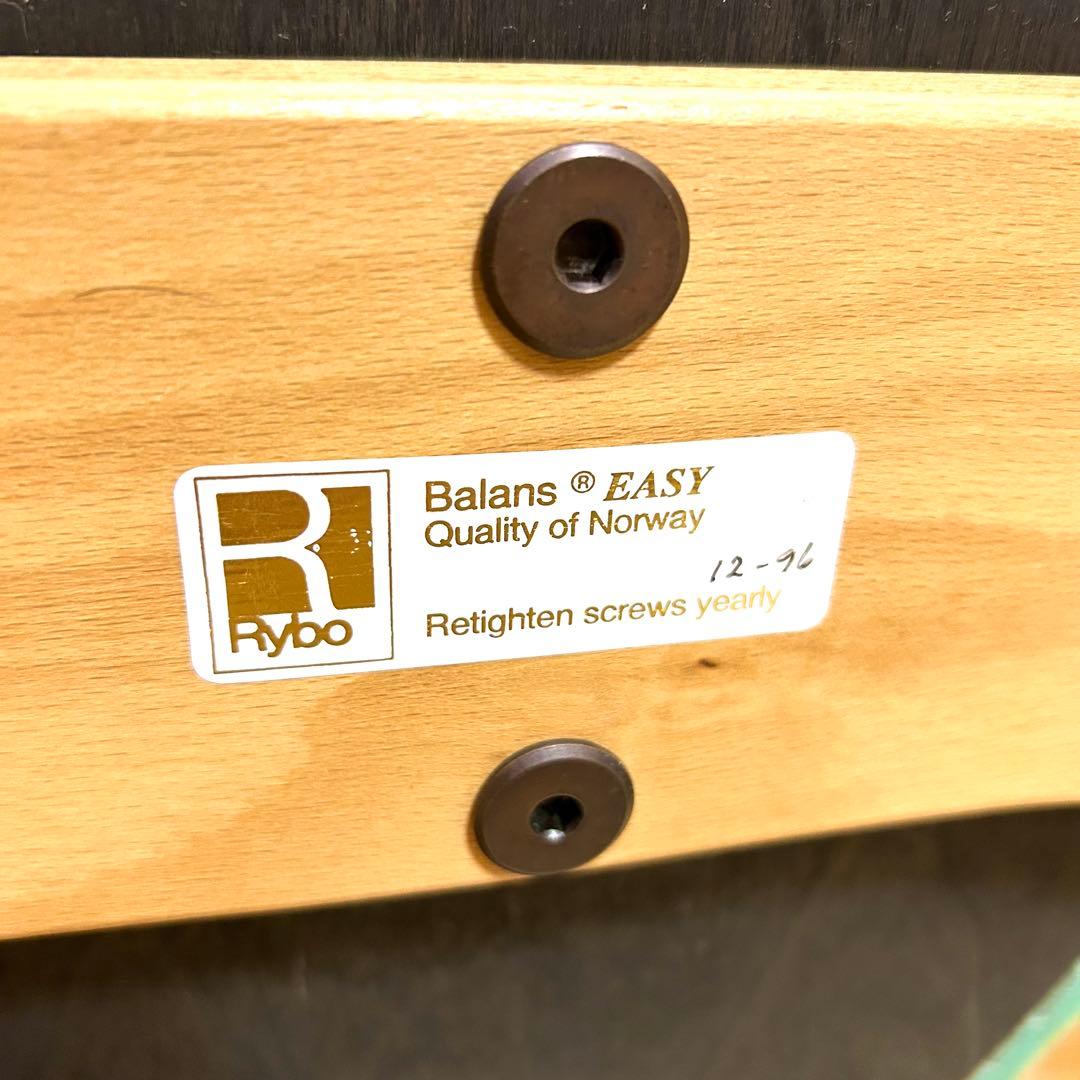 Rybo
Balans ® EASY
Quality of Norway
12-96
Retighten screws yearly